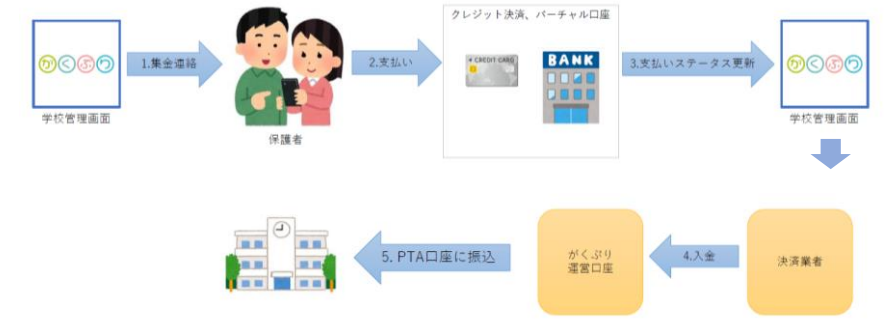 がくぷり
学校管理画面
1.集金連絡
保護者
2.支払い
クレジット決済、バーチャル口座
CREDIT CARD
BANK
3.支払いステータス更新
がくぷり
学校管理画面
決済業者
4.入金
がくぷり
運営口座
5. PTA口座に振込